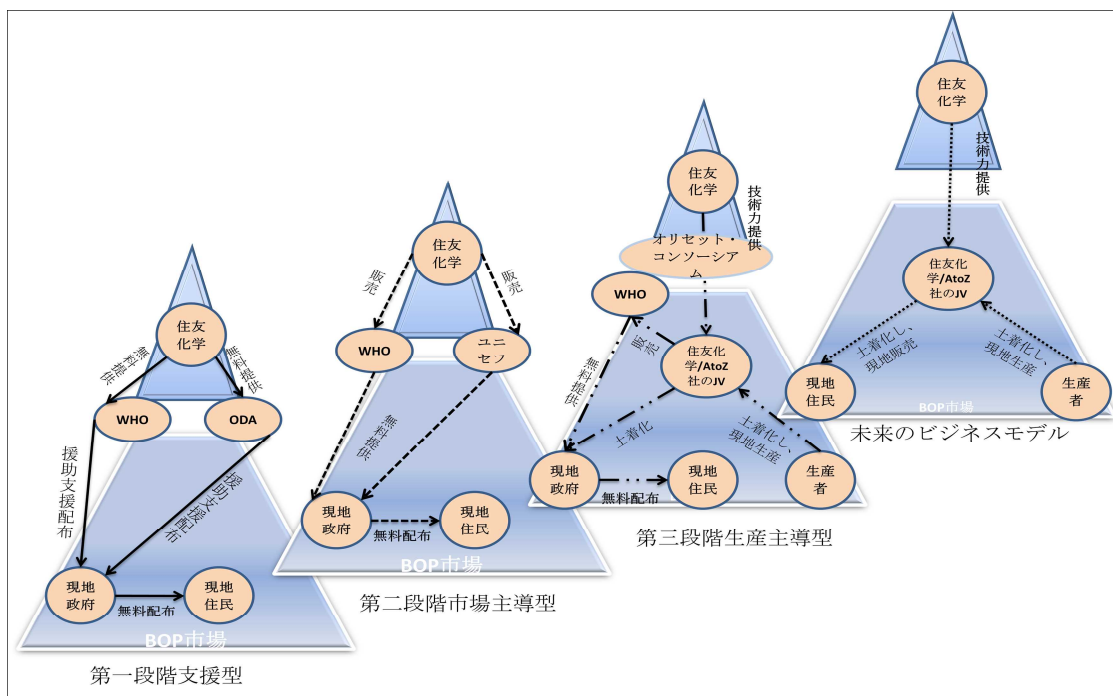 住友
化学
無料提供
無料提供
WHO
ODA
援助支援配布
援助支援配布
現地
政府
無料配布
現地
住民
BOP市場
第一段階支援型
住友
化学
販売
販売
WHO
ユニ
セノ
無料提供
現地
政府
無料配布
現地
住民
BOP市場
第二段階市場主導型
住友
化学
技術力提供
オリセット・
コンソーシア
ム
WHO
販売
住友化
学/AtoZ
社のJV
無料提供
土着化
土着化し、
現地生産
現地
政府
無料配布
現地
住民
生産
者
第三段階生産主導型
住友
化学
技術力提供
住友化
学/AtoZ
社のJV
土着化し、
現地販売
土着化し、
現地生産
現地
住民
生産
者
BOP市場
未来のビジネスモデル